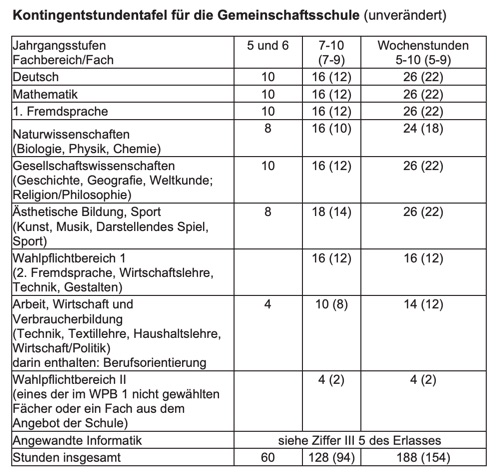 Kontingentstundentafel für die Gemeinschaftsschule (unverändert)
Jahrgangsstufen 5 und 6 7-10 Wochenstunden
Fachbereich/Fach (7-9) 5-10 (5-9)
Deutsch 10 16 (12) 26 (22)
Mathematik 10 16 (12) 26 (22)
1. Fremdsprache 10 16 (12) 26 (22)
Naturwissenschaften 8 16 (10) 24 (18)
(Biologie, Physik, Chemie)
Gesellschaftswissenschaften 10 16 (12) 26 (22)
(Geschichte, Geografie, Weltkunde;
Religion/Philosophie)
Ästhetische Bildung, Sport 8 18 (14) 26 (22)
(Kunst, Musik, Darstellendes Spiel,
Sport)
Wahlpflichtbereich 1 16 (12) 16 (12)
(2. Fremdsprache, Wirtschaftslehre,
Technik, Gestalten)
Arbeit, Wirtschaft und 4 10 (8) 14 (12)
Verbraucherbildung
(Technik, Textillehre, Haushaltslehre,
Wirtschaft/Politik)
darin enthalten: Berufsorientierung
Wahlpflichtbereich II 4 (2) 4 (2)
(eines der im WPB 1 nicht gewählten
Fächer oder ein Fach aus dem
Angebot der Schule)
Angewandte Informatik siehe Ziffer III 5 des Erlasses
Stunden insgesamt 60 128 (94) 188 (154)